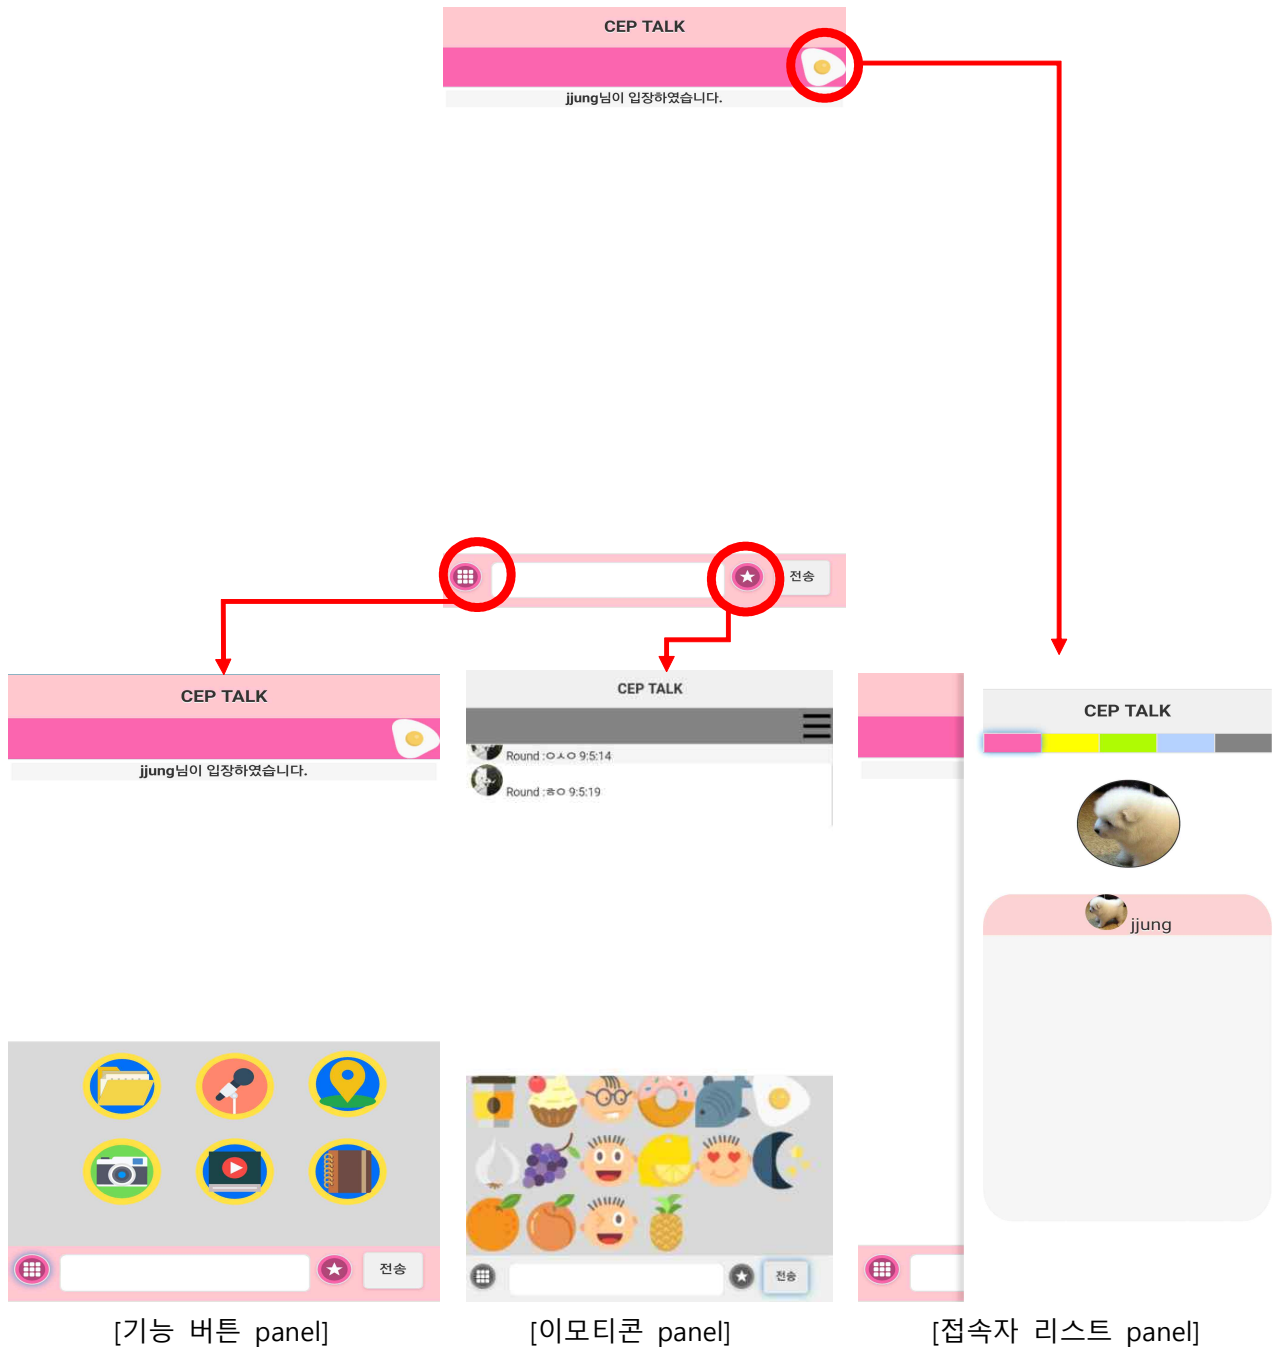 CEP TALK
jjung님이 입장하였습니다.
전송
CEP TALK
jjung님이 입장하였습니다.
전송
[기능 버튼 panel]
CEP TALK
Round :ㅇㅅㅇ 9:5:14
Round :ㅎㅇ 9:5:19
전송
[이모티콘 panel]
CEP TALK
jjung
[접속자 리스트 panel]